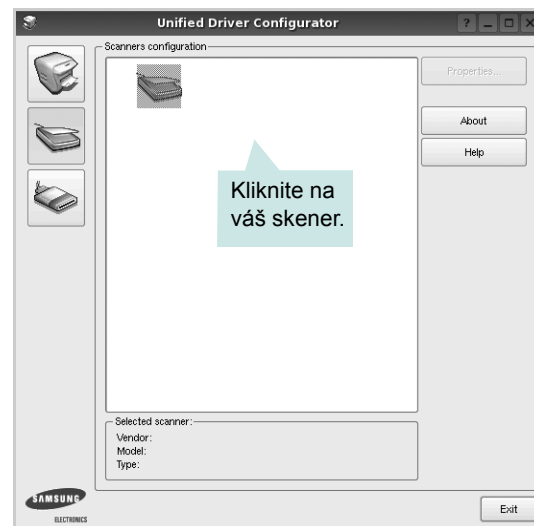 Unified Driver Configurator
Scanners configuration
Properties...
About
Help
Kliknite na
váš skener.
Selected scanner:
Vendor:
Model:
Type:
SAMSUNG
ELECTRONICS
Exit